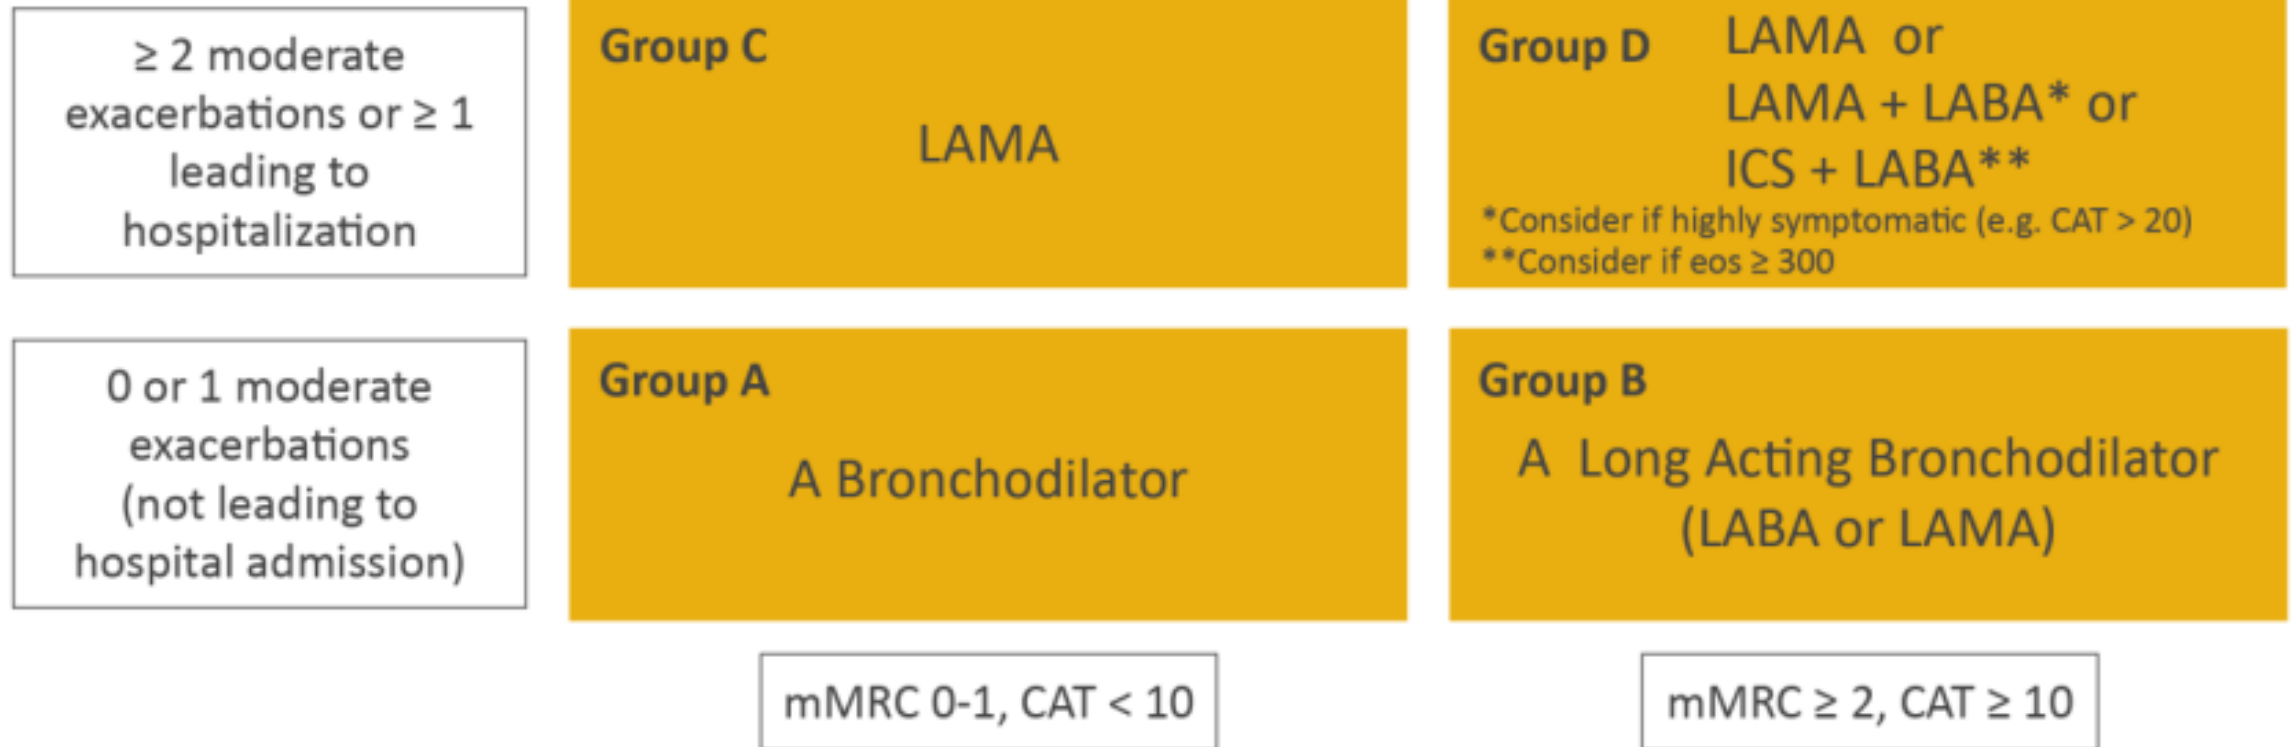 ≥ 2 moderate
exacerbations or ≥ 1
leading to
hospitalization
Group C
LAMA
Group D
LAMA or
LAMA + LABA* or
ICS + LABA**
*Consider if highly symptomatic (e.g. CAT > 20)
**Consider if eos ≥ 300
0 or 1 moderate
exacerbations
(not leading to
hospital admission)
Group A
A Bronchodilator
Group B
A Long Acting Bronchodilator
(LABA or LAMA)
mMRC 0-1, CAT < 10
mMRC ≥ 2, CAT ≥ 10